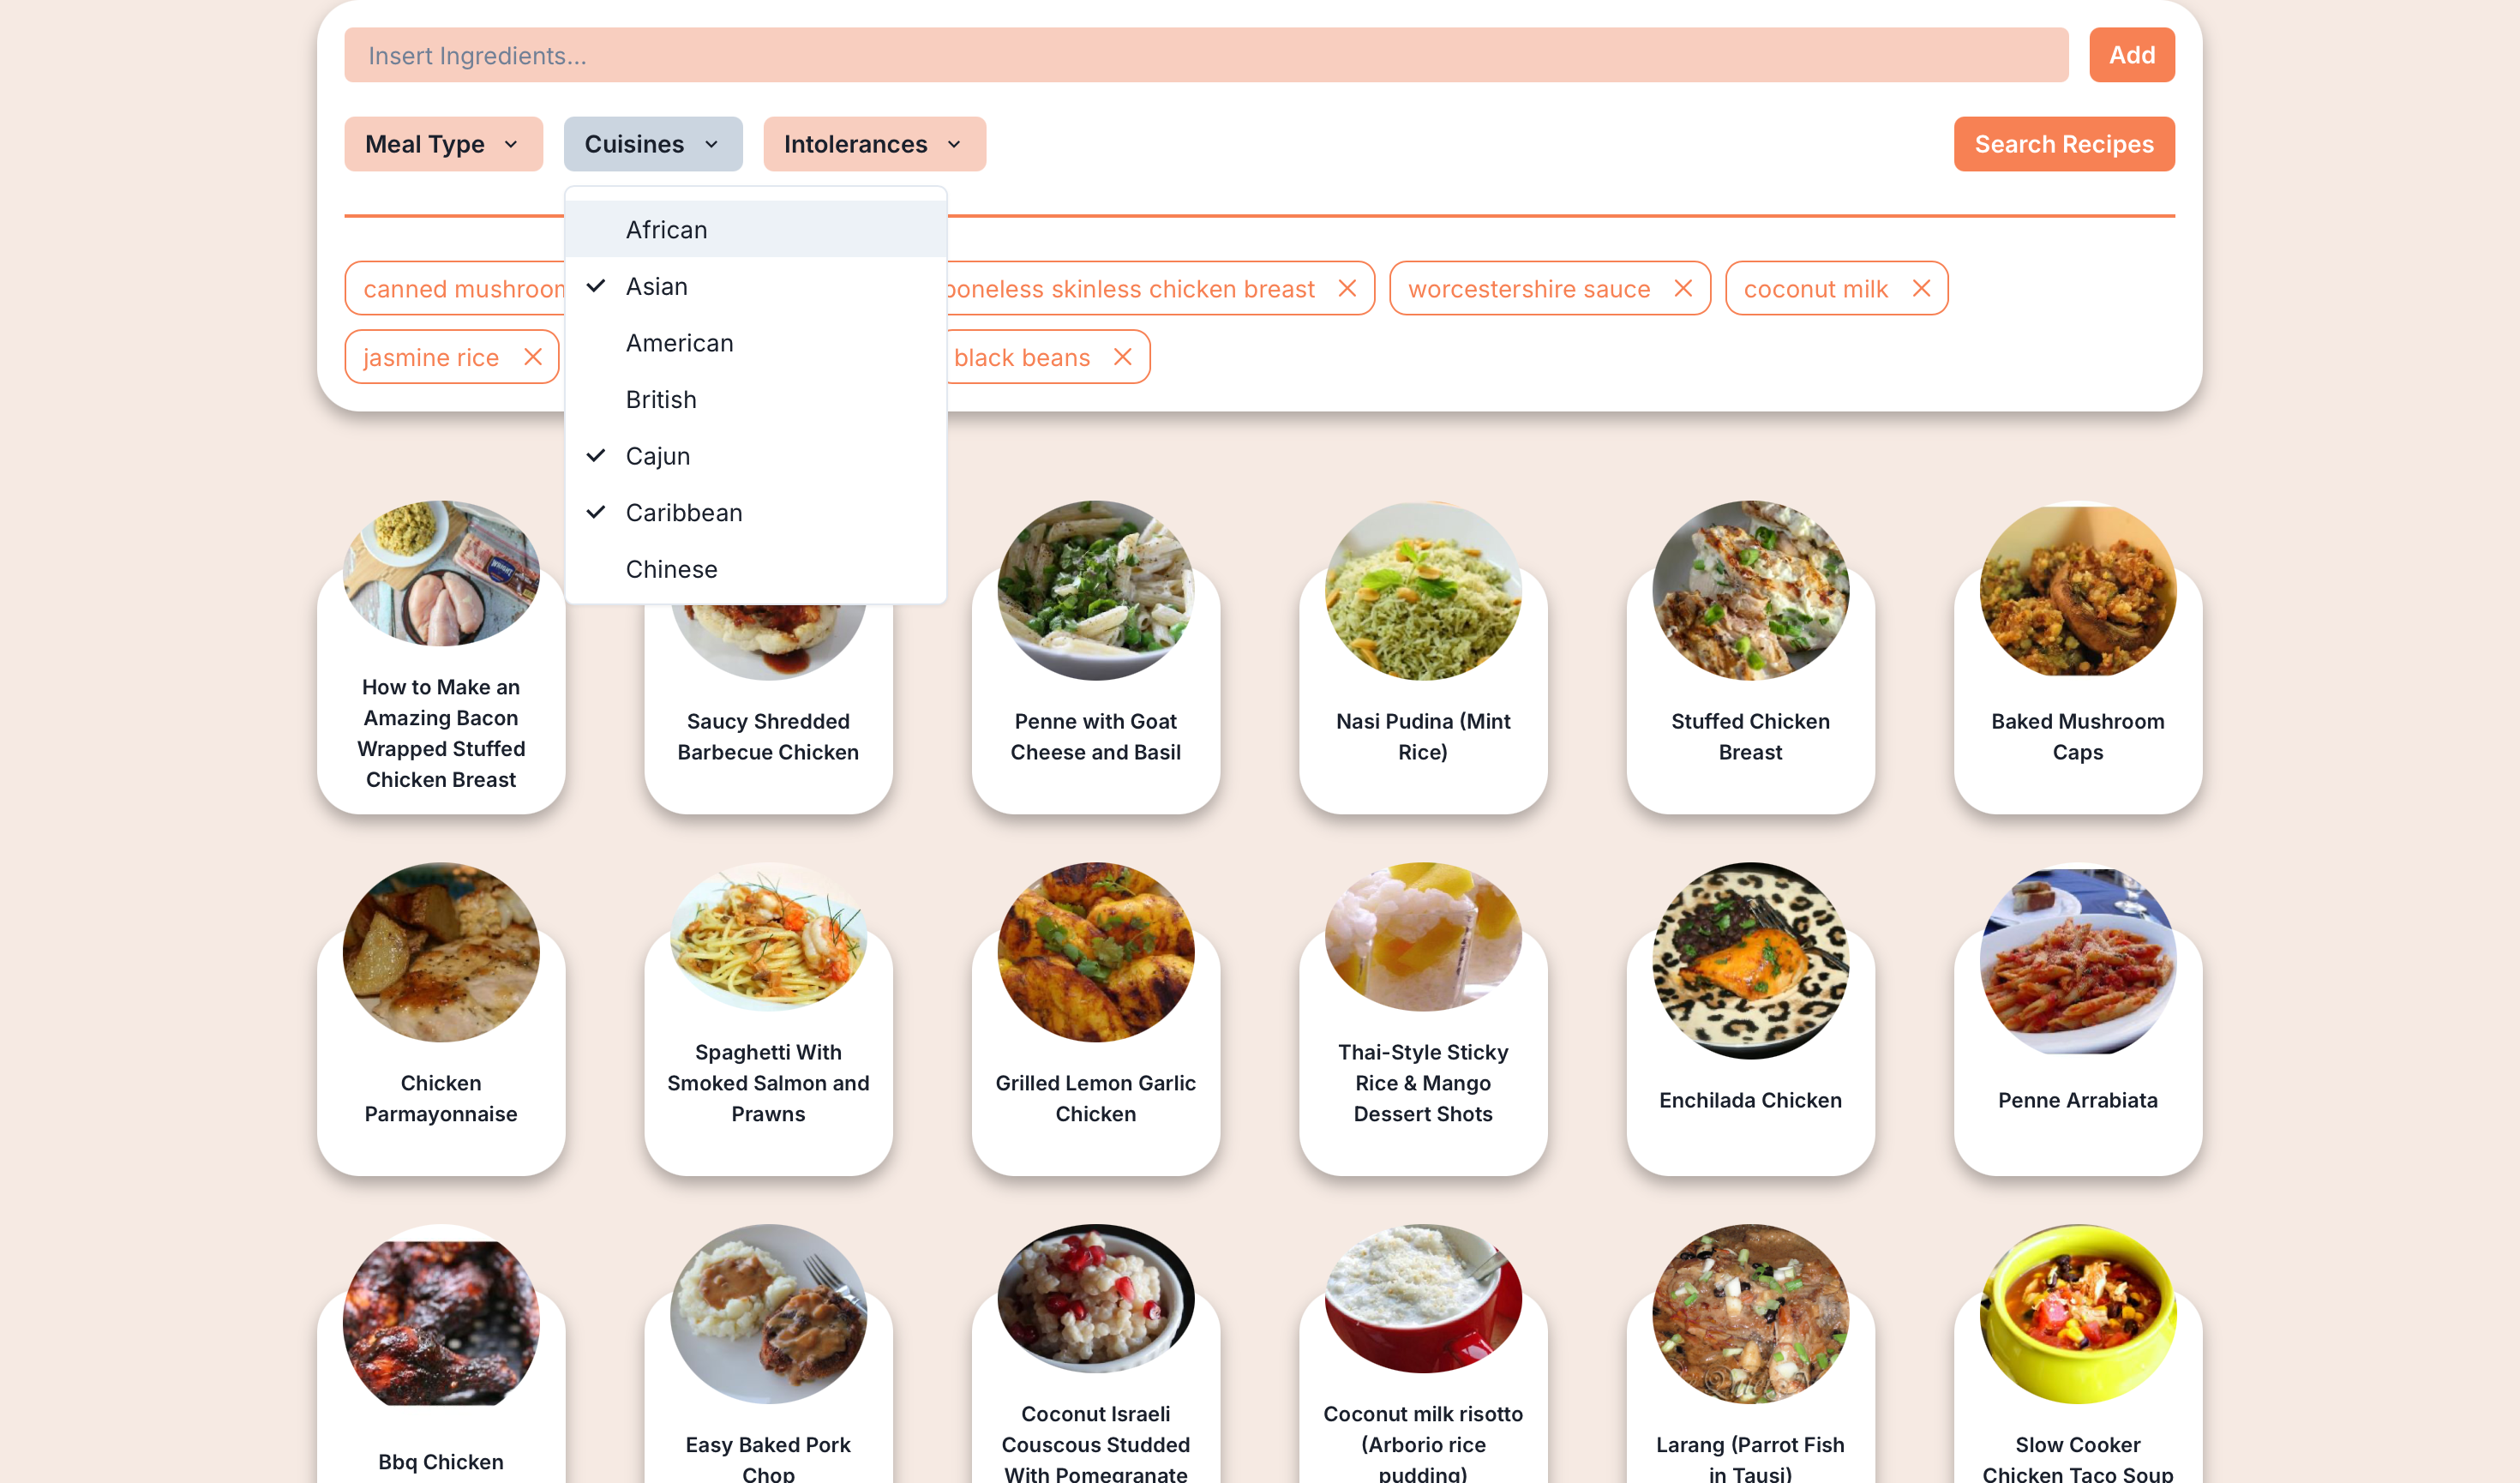 Insert Ingredients...
Add
Meal Type
Cuisines
Intolerances
Search Recipes
African
Asian
American
British
Cajun
Caribbean
Chinese
canned mushroom
boneless skinless chicken breast
worcestershire sauce
coconut milk
jasmine rice
black beans
How to Make an
Amazing Bacon
Wrapped Stuffed
Chicken Breast
Saucy Shredded
Barbecue Chicken
Penne with Goat
Cheese and Basil
Nasi Pudina (Mint
Rice)
Stuffed Chicken
Breast
Baked Mushroom
Caps
Chicken
Parmayonnaise
Spaghetti With
Smoked Salmon and
Prawns
Grilled Lemon Garlic
Chicken
Thai-Style Sticky
Rice & Mango
Dessert Shots
Enchilada Chicken
Penne Arrabiata
Bbq Chicken
Easy Baked Pork
Chop
Coconut Israeli
Couscous Studded
With Pomegranate
Coconut milk risotto
(Arborio rice
pudding)
Larang (Parrot Fish
in Tausi)
Slow Cooker
Chicken Taco Soup